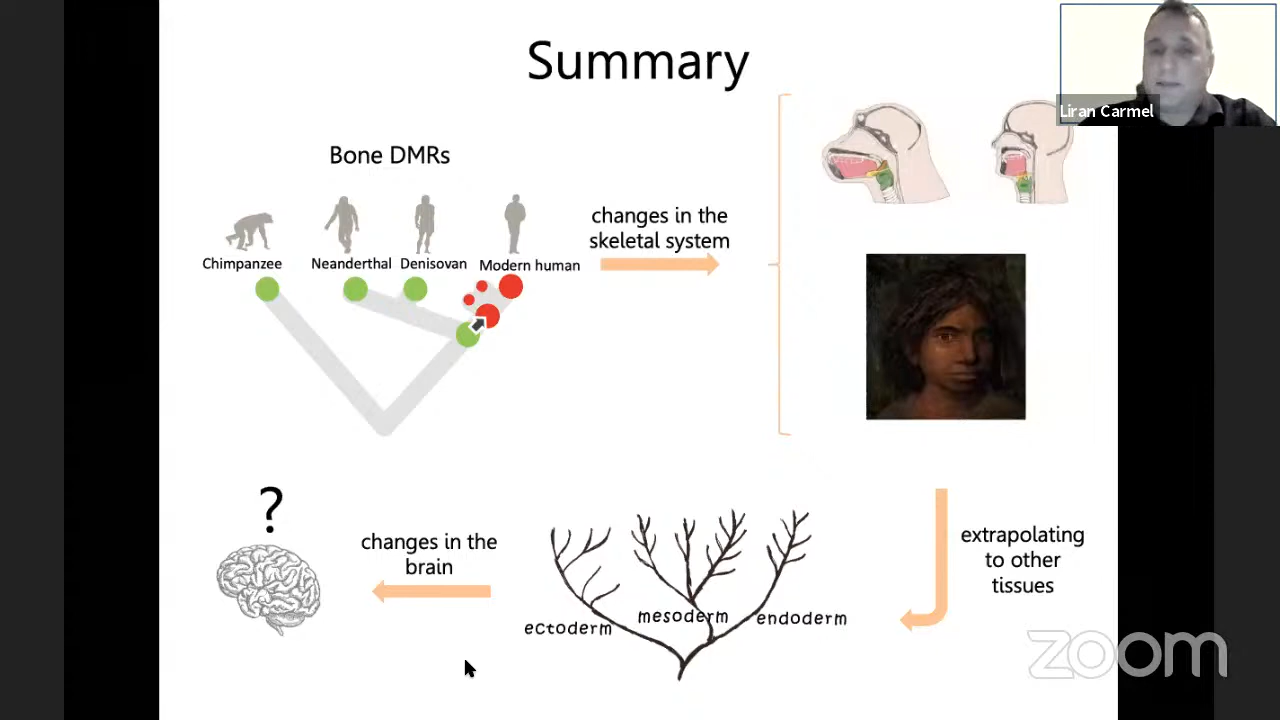 Summary
Liran Carmel
Bone DMRs
changes in the
skeletal system
Chimpanzee
Neanderthal
Denisovan
Modern human
?
changes in the
brain
ectoderm
mesoderm
endoderm
extrapolating
to other
tissues
zoom